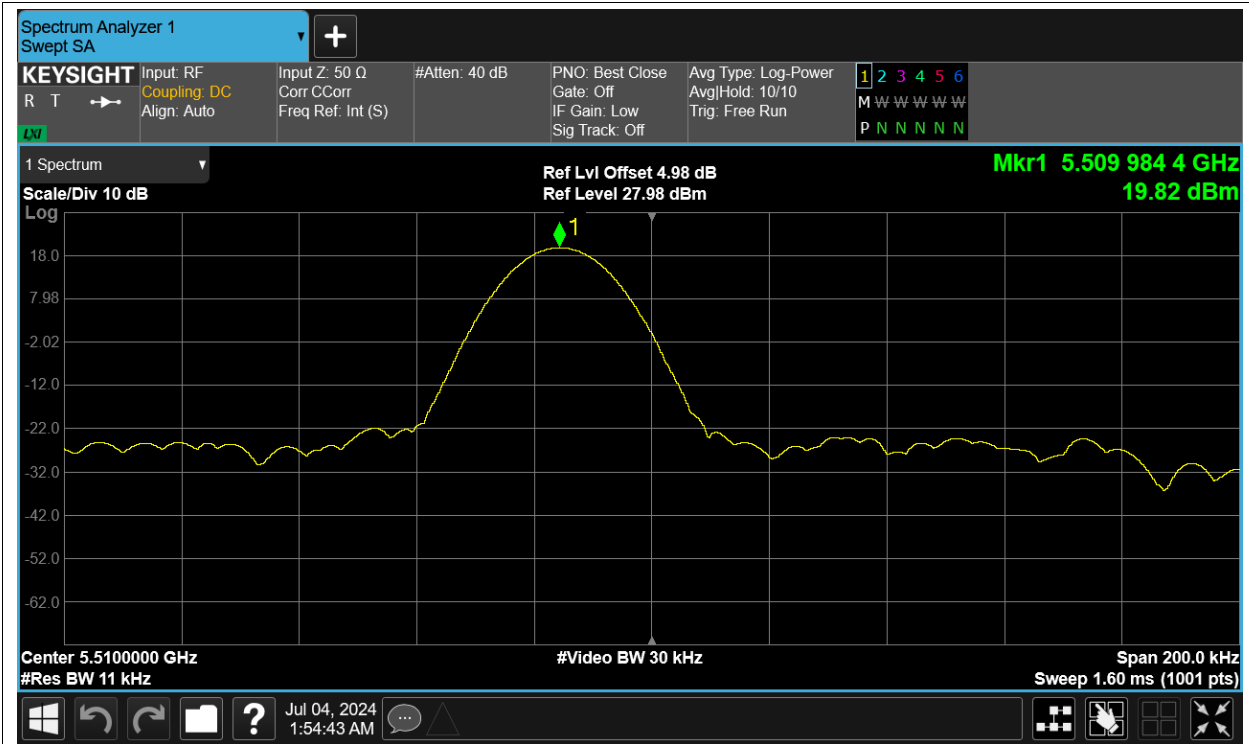 Spectrum Analyzer 1
Swept SA
KEYSIGHT
R T
LXI
Input: RF
Coupling: DC
Align: Auto
Input Z: 50 Ω
Corr CCorr
Freq Ref: Int (S)
#Atten: 40 dB
PNO: Best Close
Gate: Off
IF Gain: Low
Sig Track: Off
Avg Type: Log-Power
Avg|Hold: 10/10
Trig: Free Run
1 2 3 4 5 6
M W W W W W
P N N N N N
1 Spectrum
Scale/Div 10 dB
Ref Lvl Offset 4.98 dB
Ref Level 27.98 dBm
Mkr1 5.509 984 4 GHz
19.82 dBm
Log
1
18.0
7.98
-2.02
-12.0
-22.0
-32.0
-42.0
-52.0
-62.0
Center 5.5100000 GHz
#Video BW 30 kHz
Span 200.0 kHz
#Res BW 11 kHz
Sweep 1.60 ms (1001 pts)
?
Jul 04, 2024
1:54:43 AM